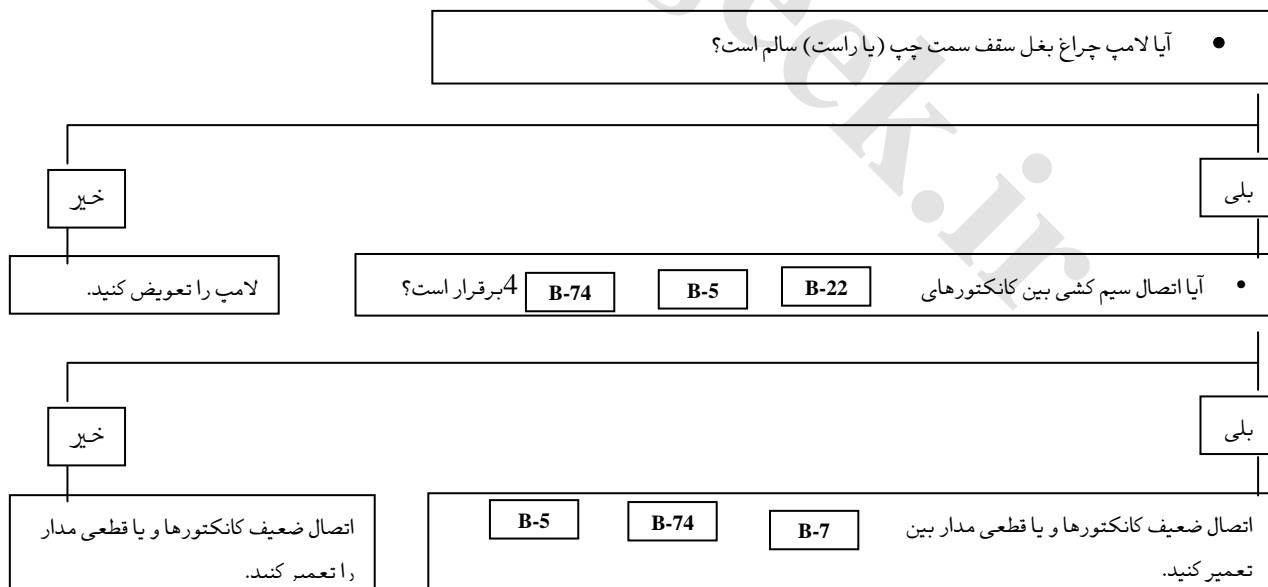 geek.ir
• آیا لامپ چراغ بغل سقف سمت چپ (یا راست) سالم است؟
بلی
خیر
• آیا اتصال سیم کشی بین کانکتورهای B-22 B-5 B-74 4برقرار است؟
لامپ را تعویض کنید.
بلی
خیر
اتصال ضعیف کانکتورها و یا قطعی مدار بین B-7 B-74 B-5
تعمیر کنید.
اتصال ضعیف کانکتورها و یا قطعی مدار
را تعمیر کنید.